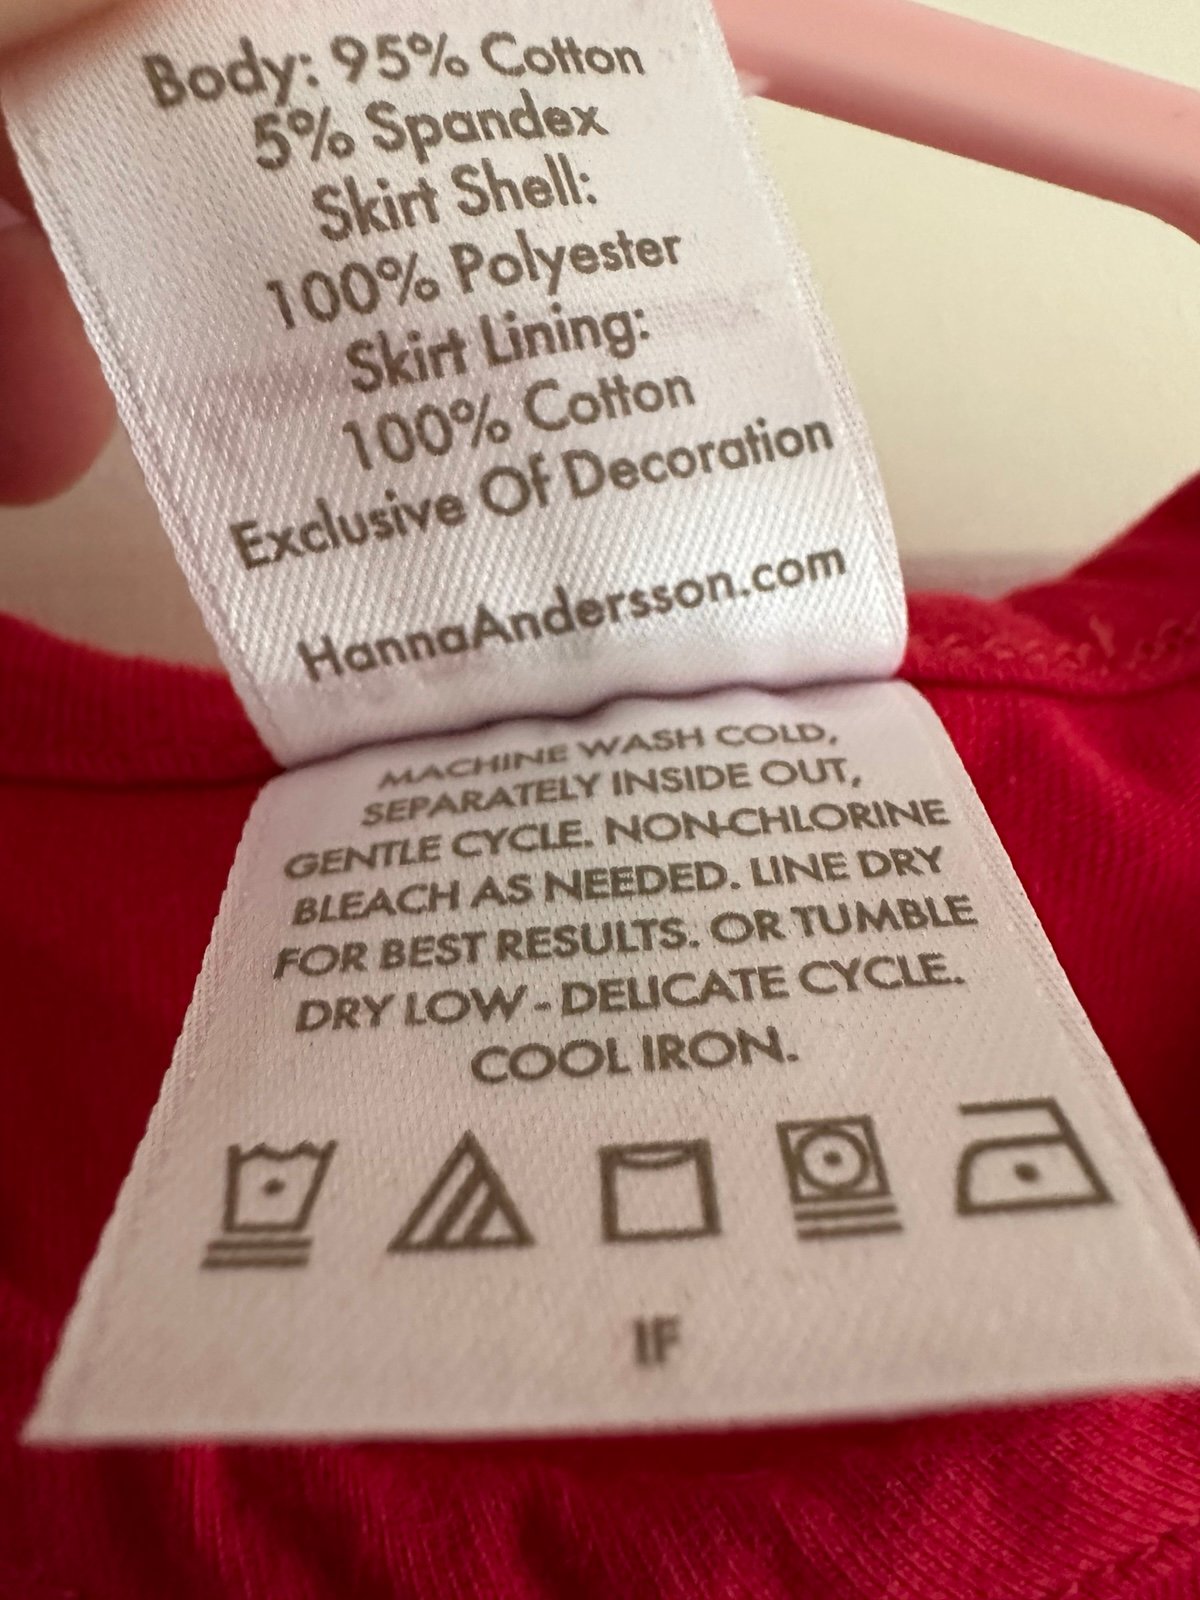 Body: 95% Cotton
5% Spandex
Skirt Shell:
100% Polyester
Skirt Lining:
100% Cotton
Exclusive Of Decoration
HannaAndersson.com
MACHINE WASH COLD,
SEPARATELY INSIDE OUT,
GENTLE CYCLE. NON-CHLORINE
BLEACH AS NEEDED. LINE DRY
FOR BEST RESULTS. OR TUMBLE
DRY LOW - DELICATE CYCLE.
COOL IRON.
IF